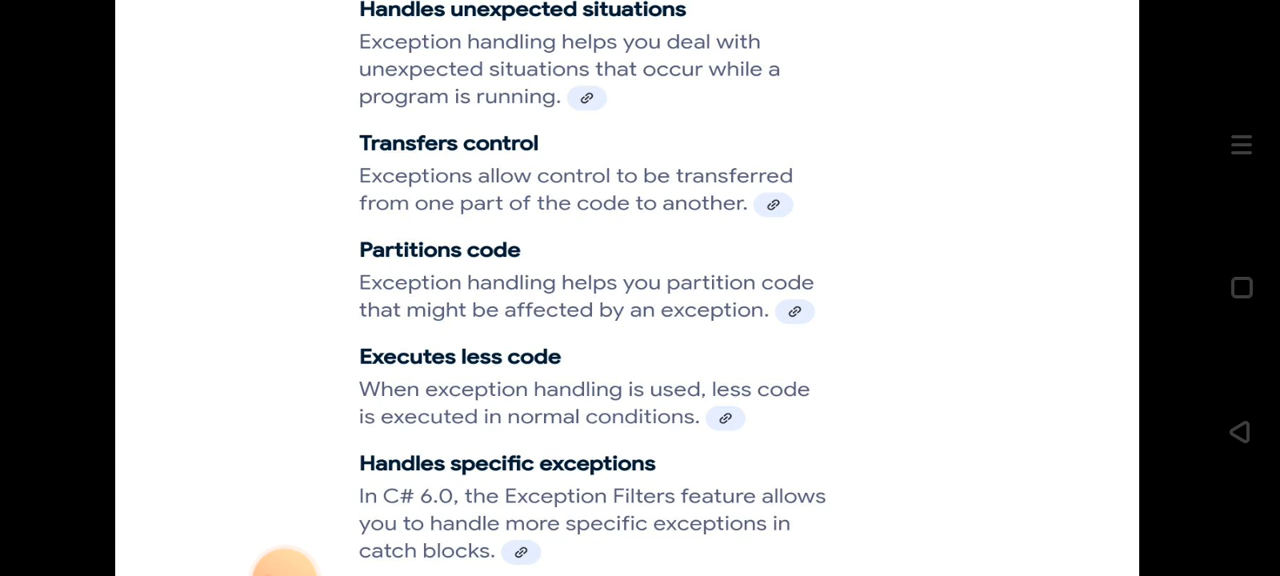 Handles unexpected situations
Exception handling helps you deal with
unexpected situations that occur while a
program is running.
Transfers control
Exceptions allow control to be transferred
from one part of the code to another.
Partitions code
Exception handling helps you partition code
that might be affected by an exception.
Executes less code
When exception handling is used, less code
is executed in normal conditions.
Handles specific exceptions
In C# 6.0, the Exception Filters feature allows
you to handle more specific exceptions in
catch blocks.